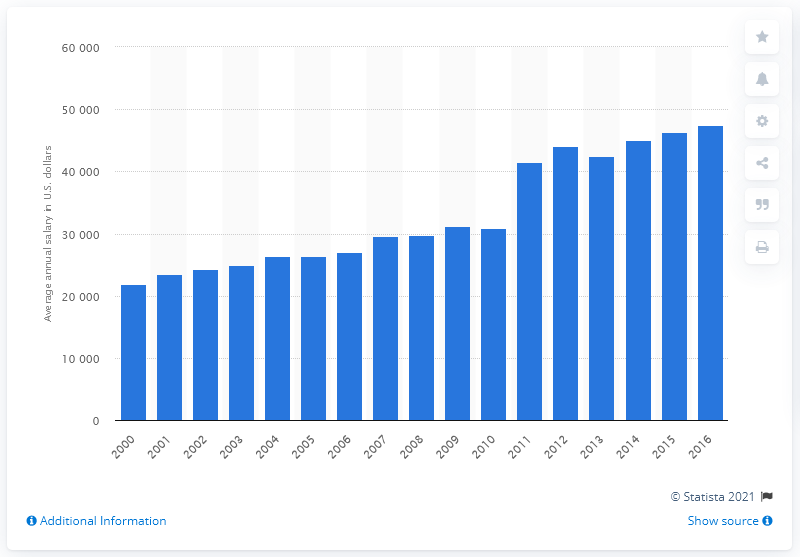 60 000
50 000
40 000
30 000
20 000
10 000
0
Average annual salary in U.S. dollars
2000 2001 2002 2003 2004 2005 2006 2007 2008 2009 2010 2011 2012 2013 2014 2015 2016
© Statista 2021
Additional Information Show source